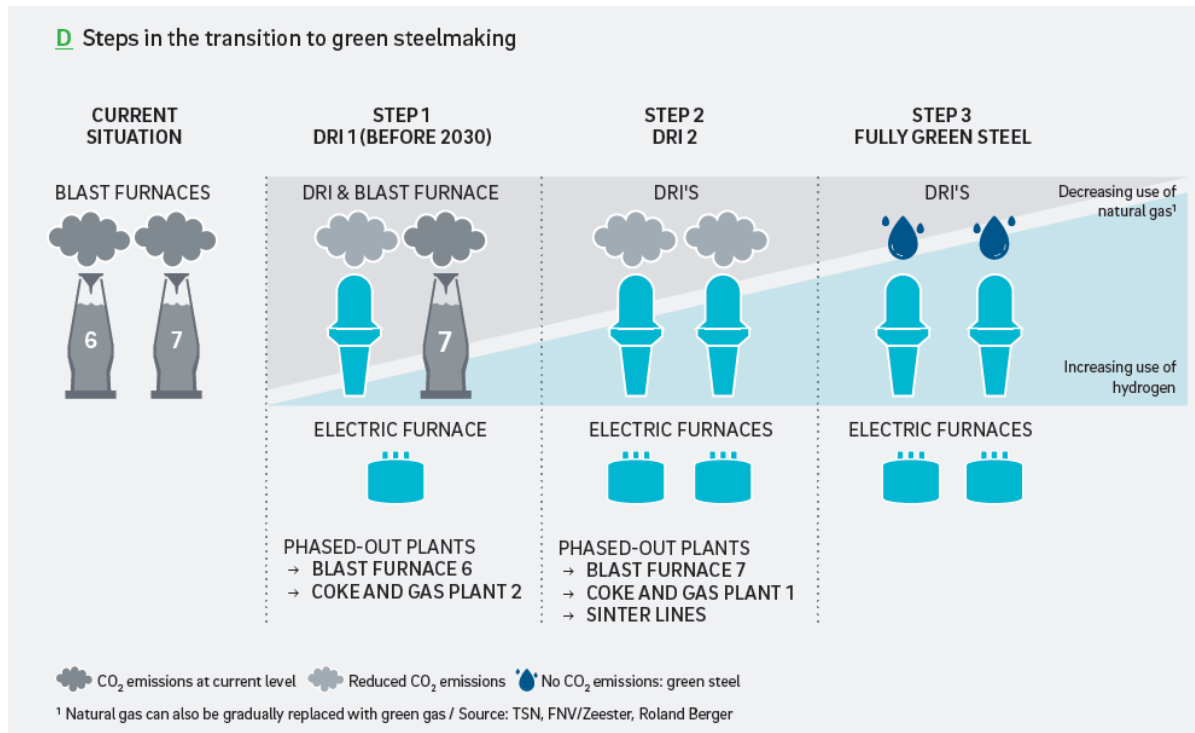 D Steps in the transition to green steelmaking
CURRENT
SITUATION
STEP 1
DRI 1 (BEFORE 2030)
STEP 2
DRI 2
STEP 3
FULLY GREEN STEEL
BLAST FURNACES
DRI & BLAST FURNACE
DRI'S
DRI'S
Decreasing use of
natural gas¹
6
7
7
Increasing use of
hydrogen
ELECTRIC FURNACE
ELECTRIC FURNACES
ELECTRIC FURNACES
PHASED-OUT PLANTS
→ BLAST FURNACE 6
→ COKE AND GAS PLANT 2
PHASED-OUT PLANTS
→ BLAST FURNACE 7
→ COKE AND GAS PLANT 1
→ SINTER LINES
CO₂ emissions at current level
Reduced CO₂ emissions
No CO₂ emissions: green steel
¹ Natural gas can also be gradually replaced with green gas / Source: TSN, FNV/Zeester, Roland Berger